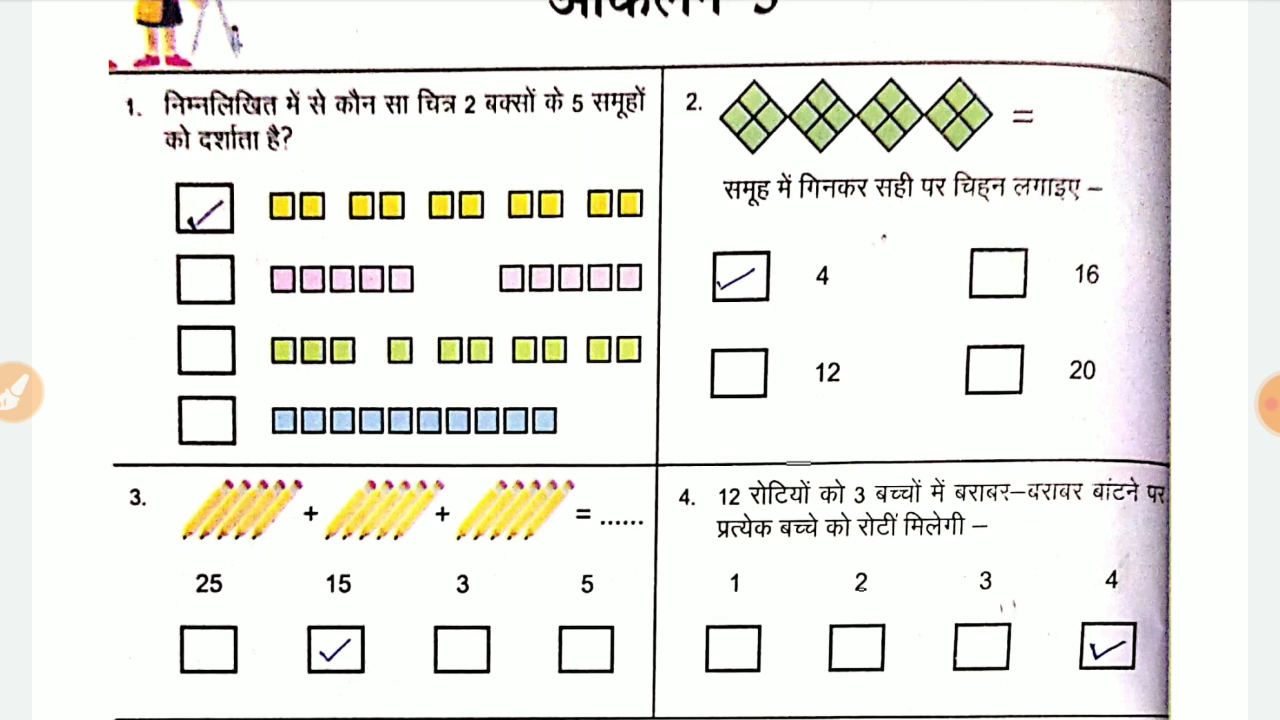 आकलन 5
1. निम्नलिखित में से कौन सा चित्र 2 बक्सों के 5 समूहों
को दर्शाता है?
2. =
समूह में गिनकर सही पर चिह्न लगाइए –
4 16
12 20
3. + + = ......
25 15 3 5
4. 12 रोटियों को 3 बच्चों में बराबर–बराबर बांटने पर
प्रत्येक बच्चे को रोटीं मिलेगी –
1 2 3 4